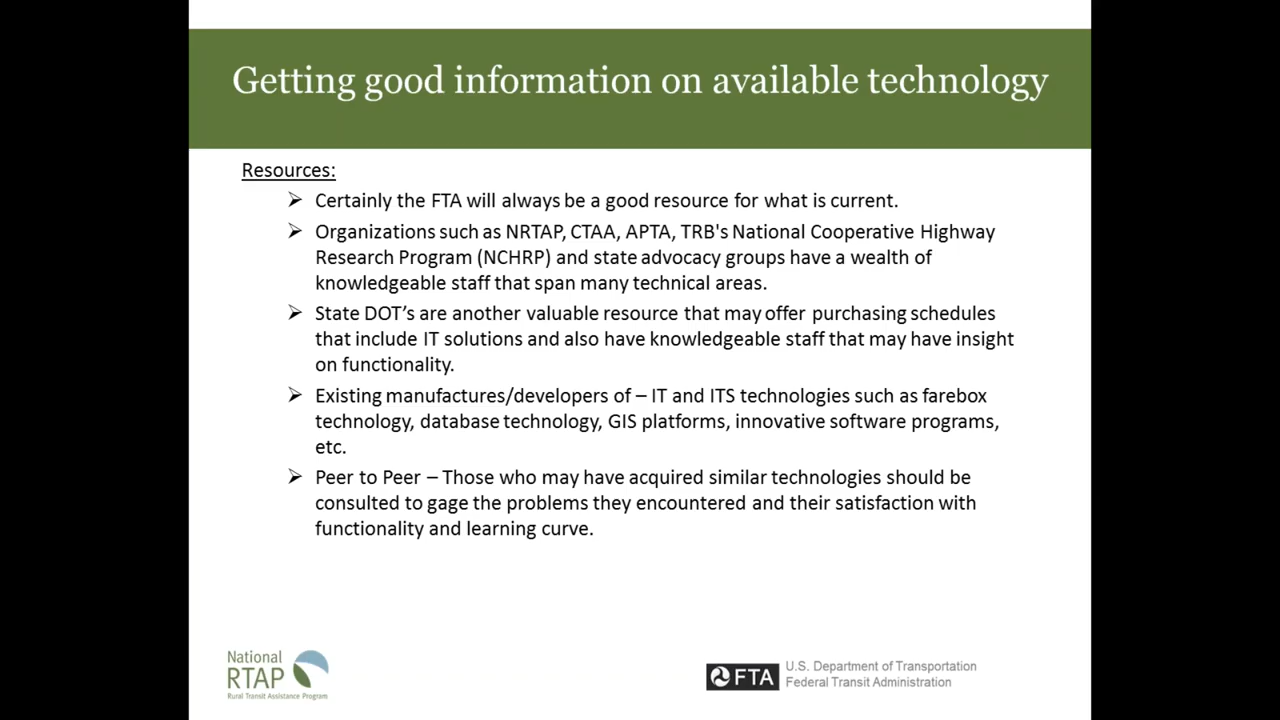 Getting good information on available technology
Resources:
➢ Certainly the FTA will always be a good resource for what is current.
➢ Organizations such as NRTAP, CTAA, APTA, TRB's National Cooperative Highway
Research Program (NCHRP) and state advocacy groups have a wealth of
knowledgeable staff that span many technical areas.
➢ State DOT’s are another valuable resource that may offer purchasing schedules
that include IT solutions and also have knowledgeable staff that may have insight
on functionality.
➢ Existing manufactures/developers of – IT and ITS technologies such as farebox
technology, database technology, GIS platforms, innovative software programs,
etc.
➢ Peer to Peer – Those who may have acquired similar technologies should be
consulted to gage the problems they encountered and their satisfaction with
functionality and learning curve.
National
RTAP
Rural Transit Assistance Program
FTA
U.S. Department of Transportation
Federal Transit Administration